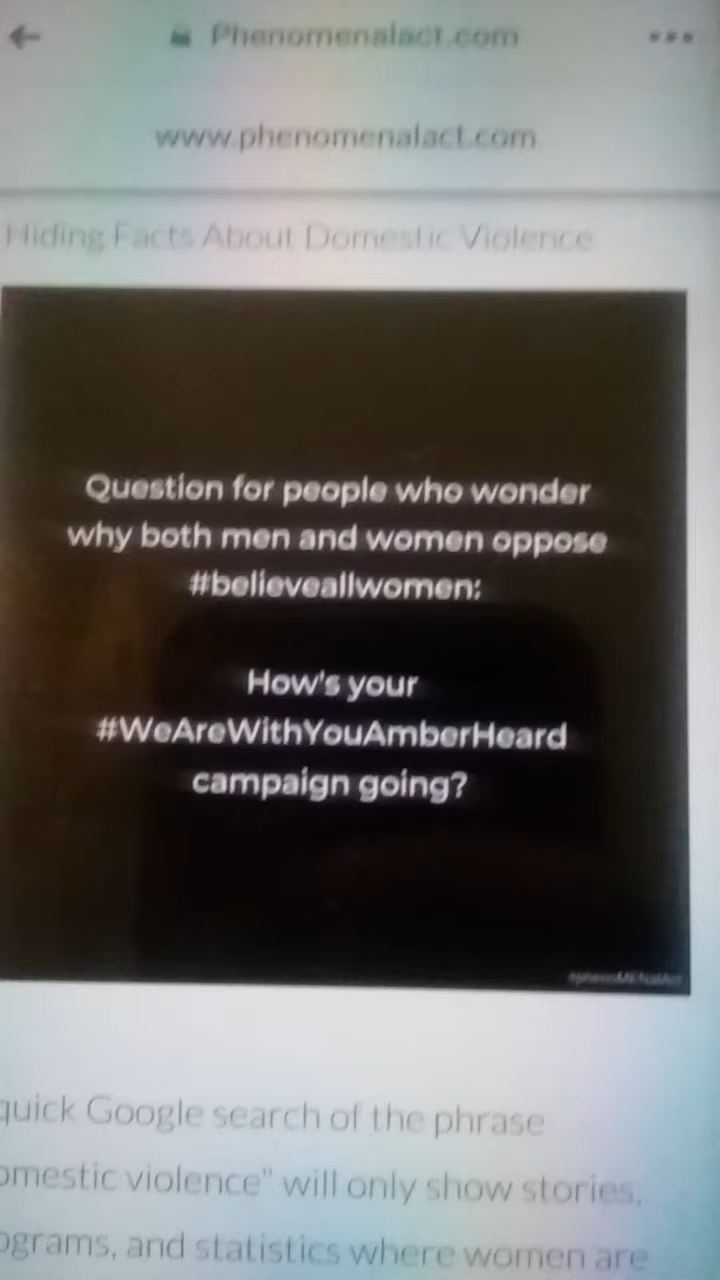 Phenomenalact.com
www.phenomenalact.com
Hiding Facts About Domestic Violence
Question for people who wonder
why both men and women oppose
#believeallwomen:
How's your
#WeAreWithYouAmberHeard
campaign going?
quick Google search of the phrase
omestic violence" will only show stories,
ograms, and statistics where women are